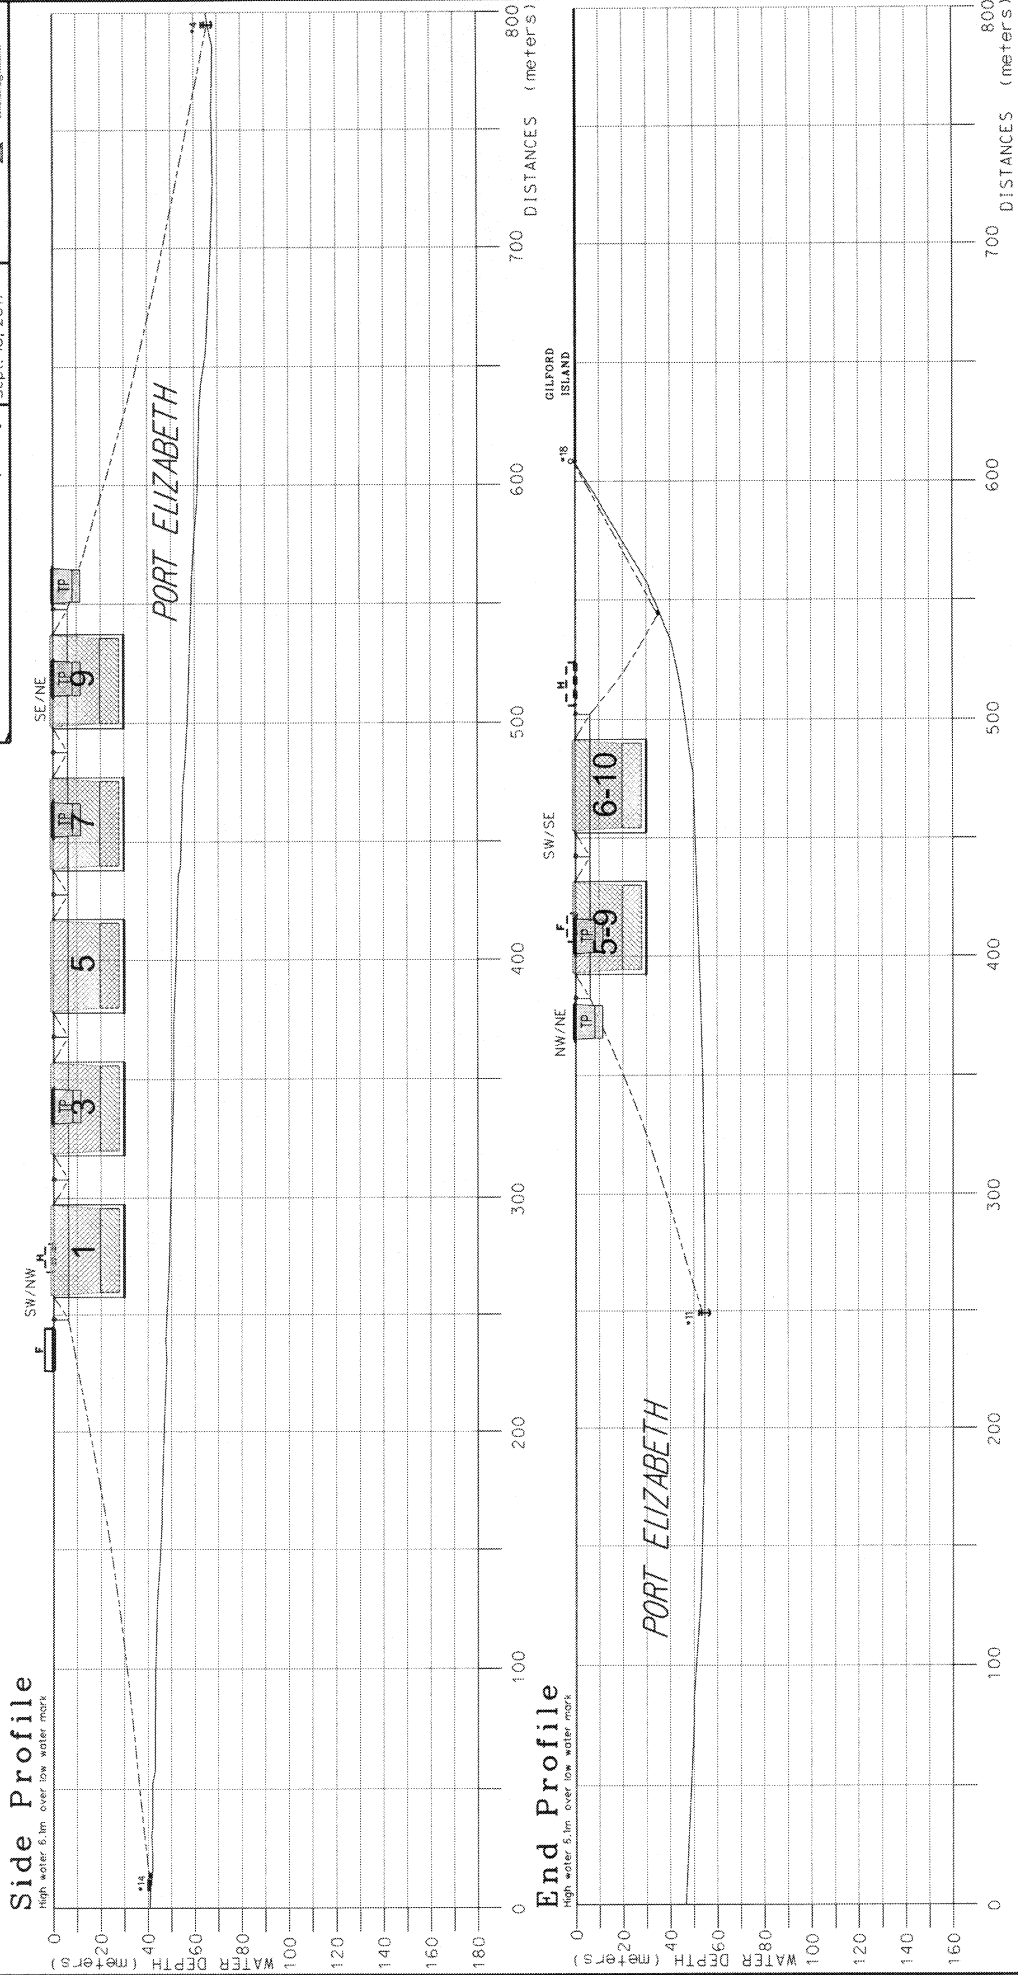 Side Profile
High water 5.1m over low water mark
SW/NW
SE/NE
F
H
*14
1
3
TP
5
7
TP
9
TP
TP
*4
PORT ELIZABETH
WATER DEPTH (meters)
0
20
40
60
80
100
120
140
160
180
0
100
200
300
400
500
600
700
800
DISTANCES (meters)
End Profile
High water 5.1m over low water mark
NW/NE
SW/SE
F
H
TP
TP
5-9
6-10
*11
*18
GILFORD
ISLAND
PORT ELIZABETH
WATER DEPTH (meters)
0
20
40
60
80
100
120
140
160
0
100
200
300
400
500
600
700
800
DISTANCES (meters)